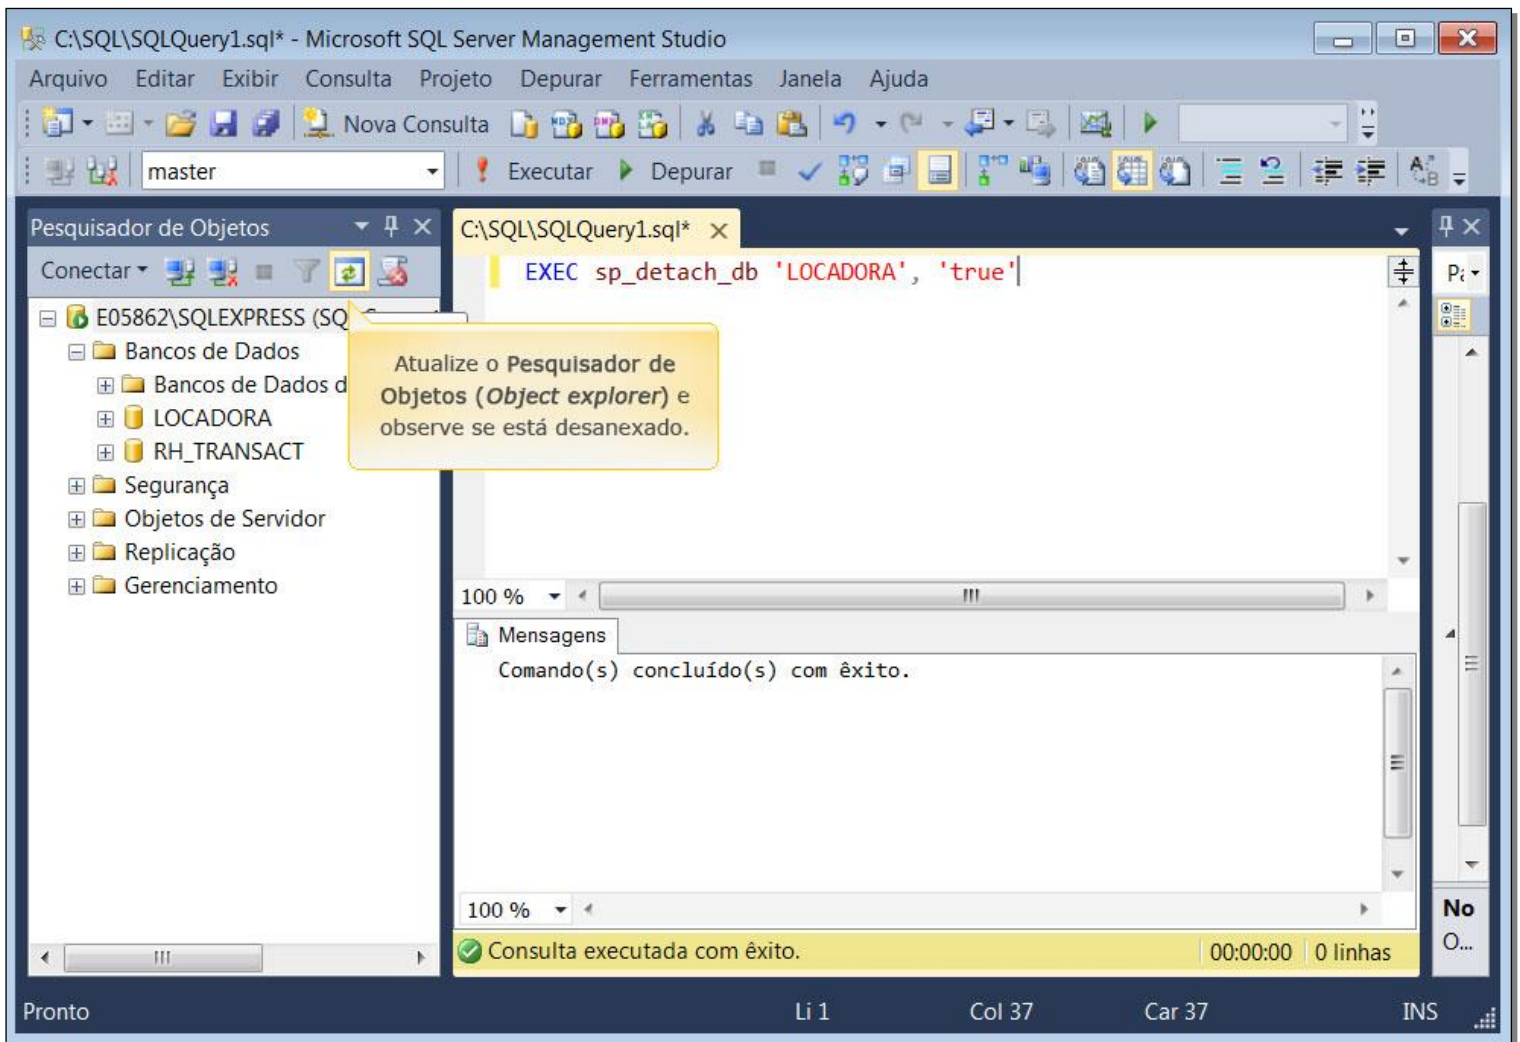 C:\SQL\SQLQuery1.sql* - Microsoft SQL Server Management Studio
Arquivo Editar Exibir Consulta Projeto Depurar Ferramentas Janela Ajuda
Nova Consulta
master
Executar Depurar
Pesquisador de Objetos
Conectar
E05862\SQLEXPRESS (SQ
Bancos de Dados
Bancos de Dados d
LOCADORA
RH_TRANSACT
Segurança
Objetos de Servidor
Replicação
Gerenciamento
Atualize o Pesquisador de
Objetos (Object explorer) e
observe se está desanexado.
C:\SQL\SQLQuery1.sql*
EXEC sp_detach_db 'LOCADORA', 'true'
100 %
Mensagens
Comando(s) concluído(s) com êxito.
100 %
Consulta executada com êxito. 00:00:00 0 linhas
No
O...
Pronto Li 1 Col 37 Car 37 INS